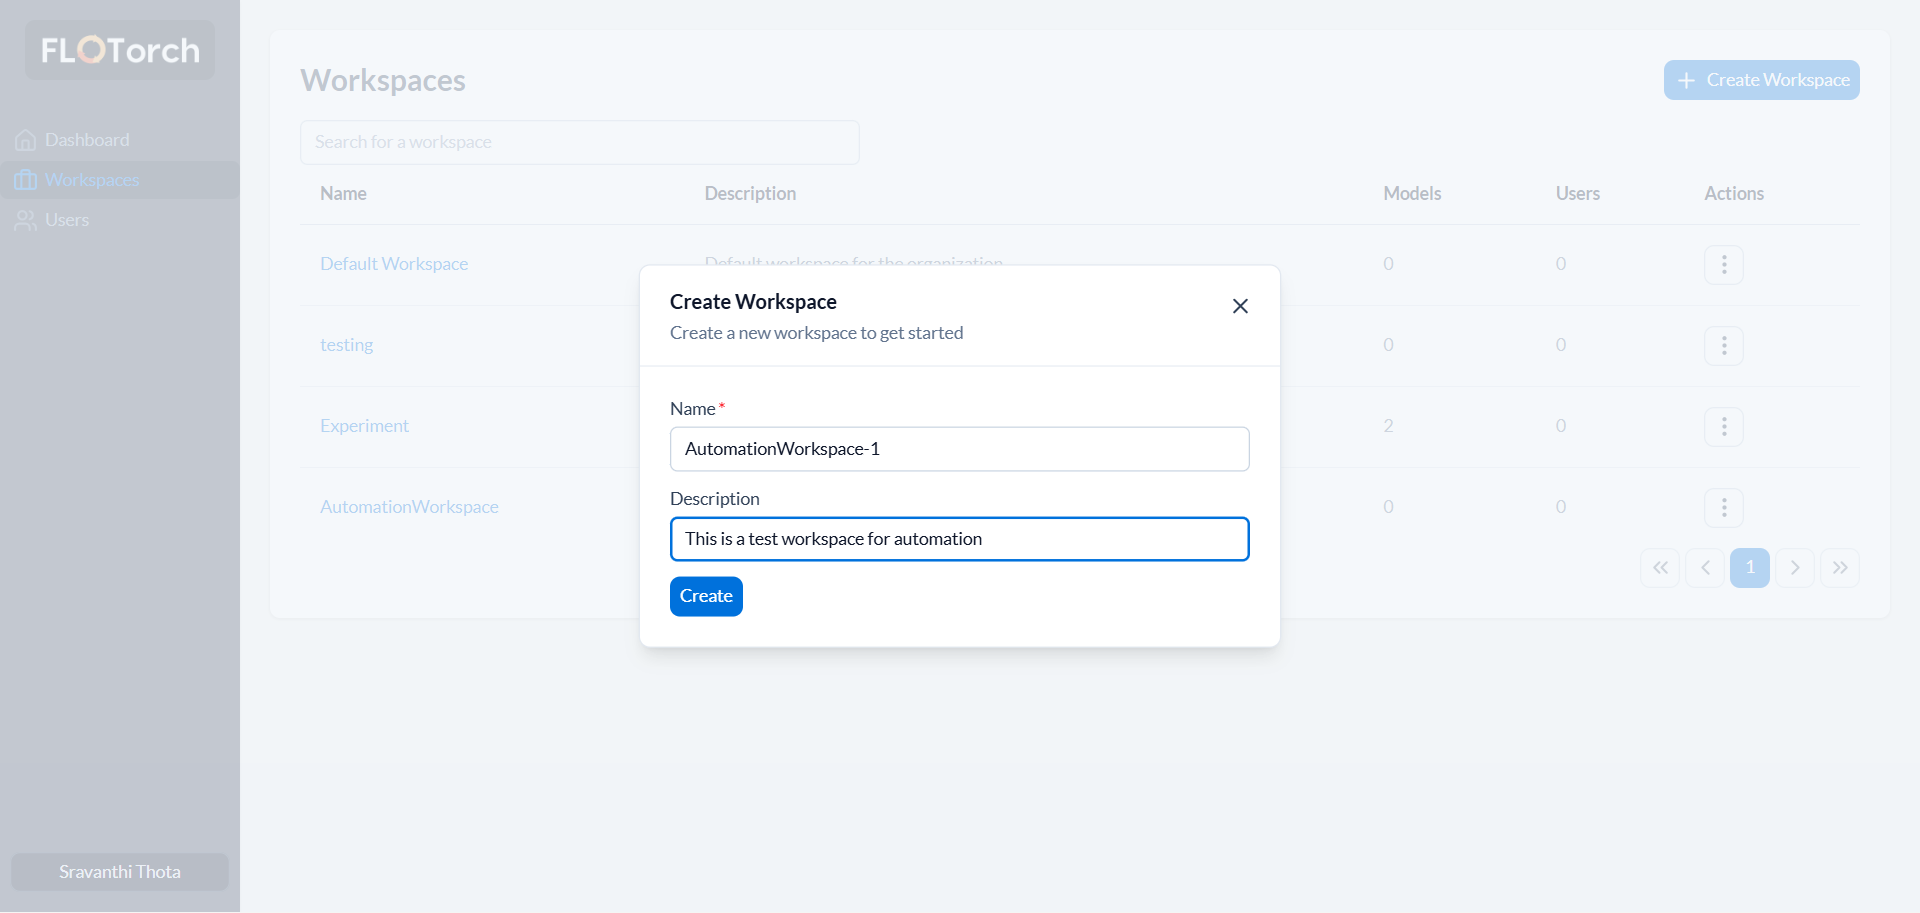 FLOTorch
Dashboard
Workspaces
Users
Sravanthi Thota
Workspaces
Create Workspace
Search for a workspace
Name Description Models Users Actions
Default Workspace Default workspace for the organization 0 0
testing 0 0
Experiment 2 0
AutomationWorkspace 0 0
1
Create Workspace
Create a new workspace to get started
Name *
AutomationWorkspace-1
Description
This is a test workspace for automation
Create